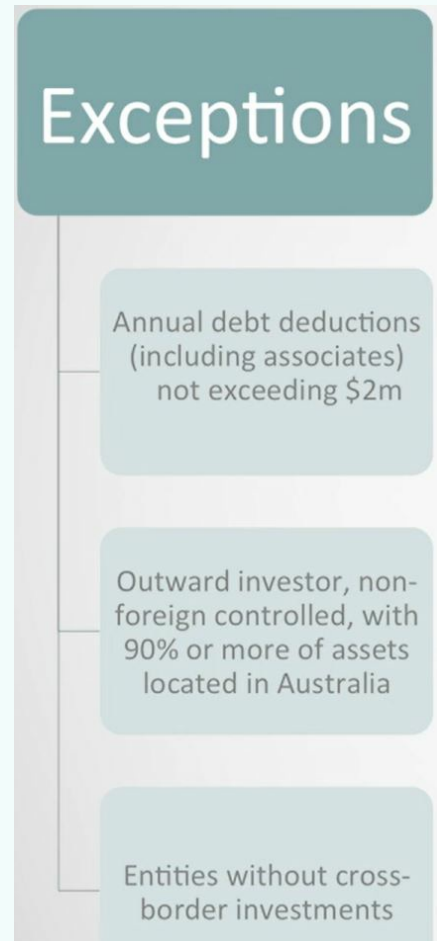 Exceptions
Annual debt deductions
(including associates)
not exceeding $2m
Outward investor, non-
foreign controlled, with
90% or more of assets
located in Australia
Entities without cross-
border investments